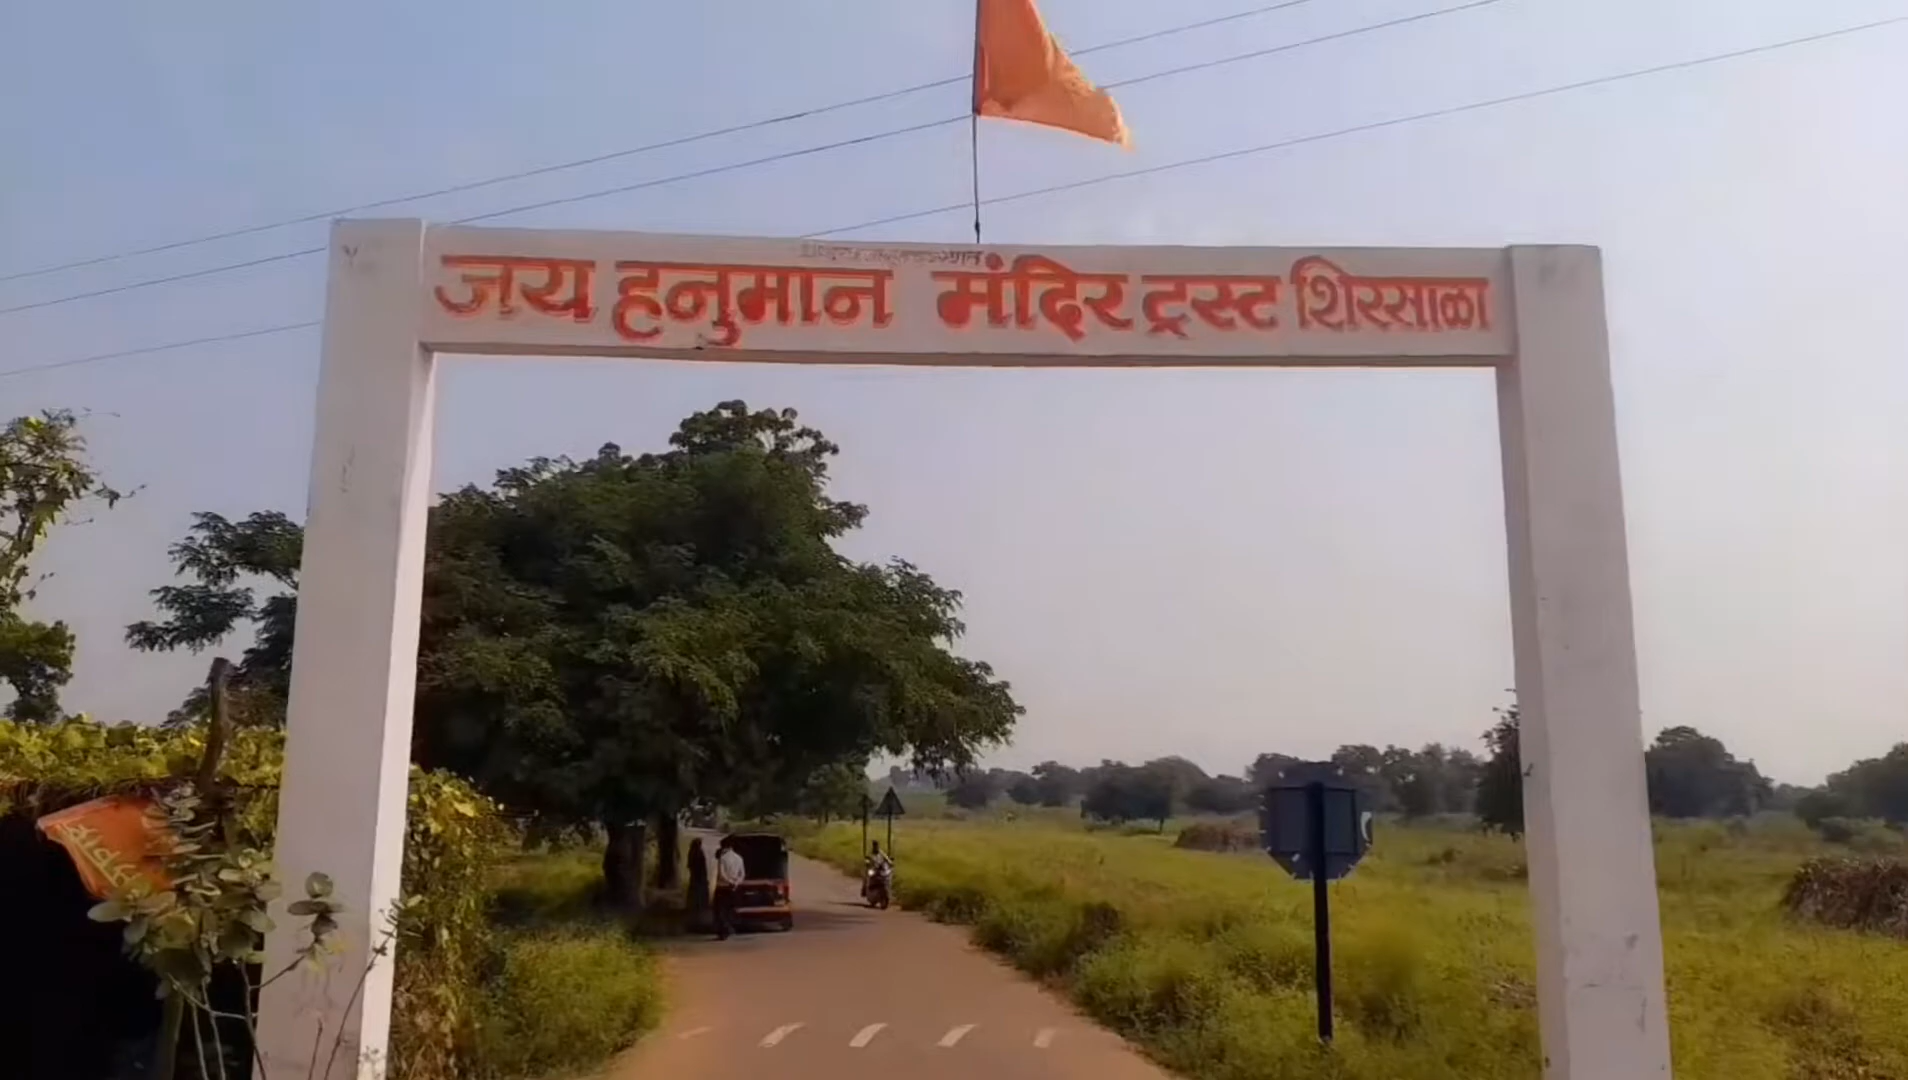 जय हनुमान मंदिर ट्रस्ट शिरसाळा